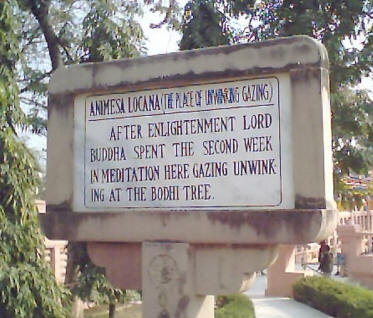 ANIMESA LOCANA (THE PLACE OF UNWINKING GAZING)
AFTER ENLIGHTENMENT LORD
BUDDHA SPENT THE SECOND WEEK
IN MEDITATION HERE GAZING UNWINK-
ING AT THE BODHI TREE.